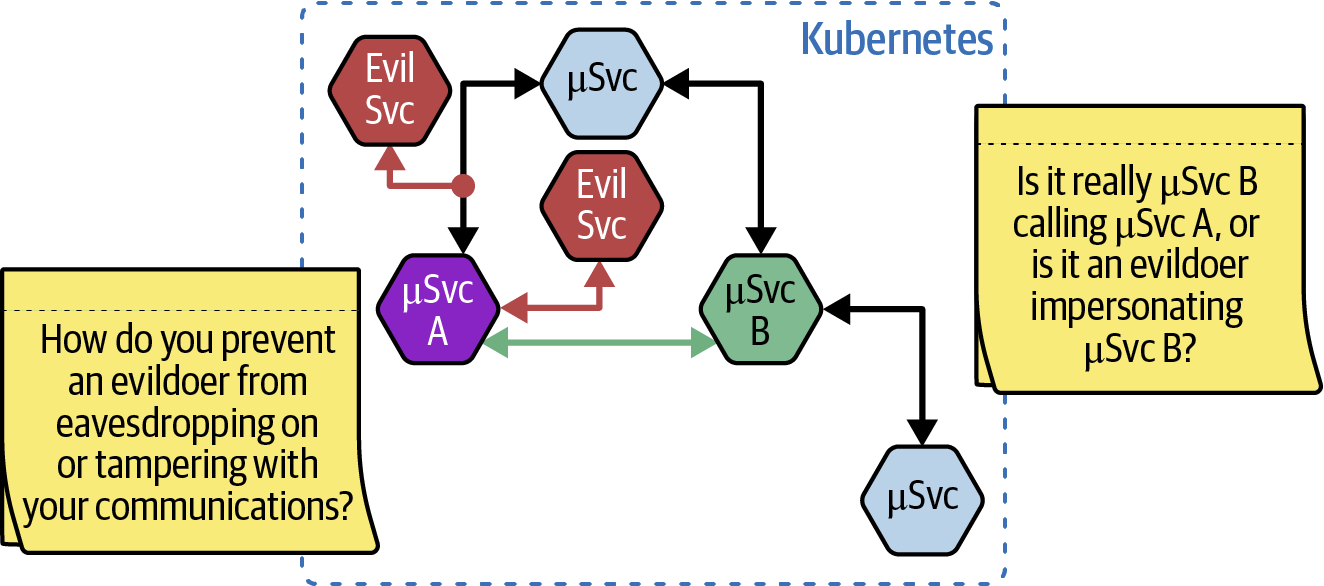 Kubernetes
Evil
Svc
μSvc
Evil
Svc
μSvc
A
μSvc
B
μSvc
How do you prevent
an evildoer from
eavesdropping on
or tampering with
your communications?
Is it really μSvc B
calling μSvc A, or
is it an evildoer
impersonating
μSvc B?